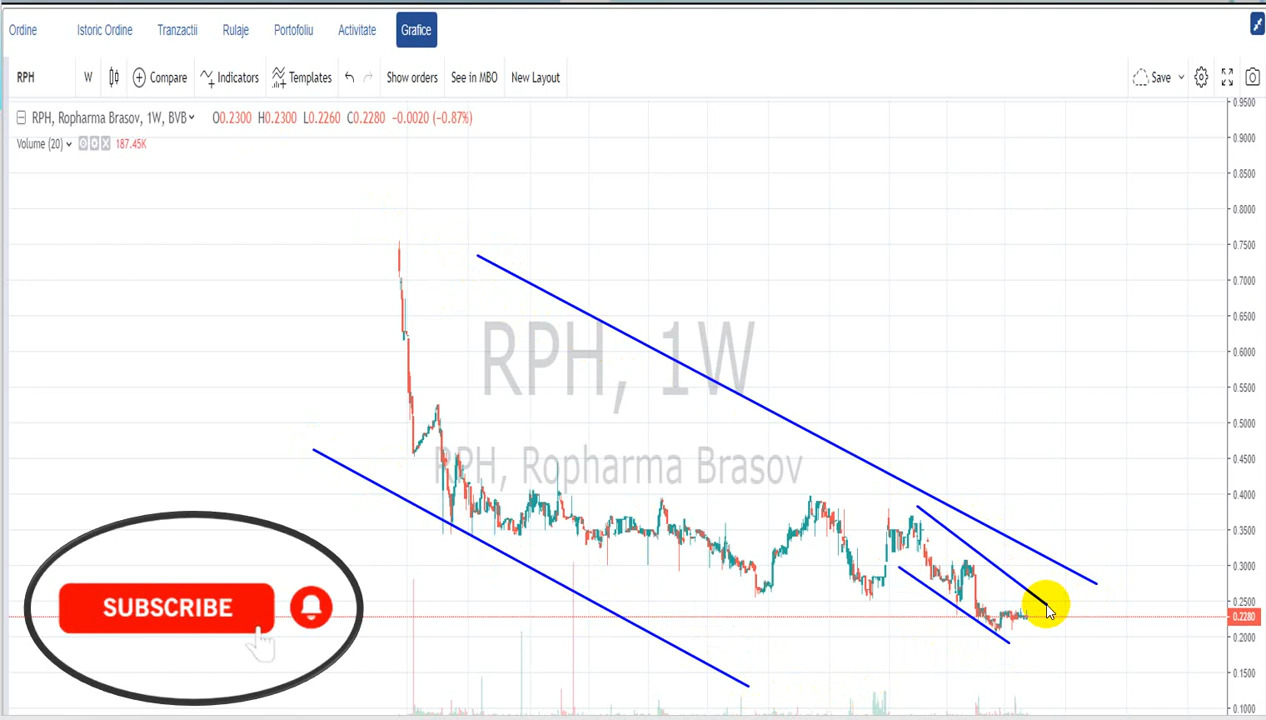 Ordine Istoric Ordine Tranzactii Rulaje Portofoliu Activitate Grafice
RPH W Compare Indicators Templates Show orders See in MBO New Layout Save
RPH, Ropharma Brasov, 1W, BVB O0.2300 H0.2300 L0.2260 C0.2280 −0.0020 (−0.87%)
Volume (20) 187.45K
0.9500
0.9000
0.8500
0.8000
0.7500
0.7000
0.6500
0.6000
0.5500
0.5000
0.4500
0.4000
0.3500
0.3000
0.2500
0.2280
0.2000
0.1500
0.1000
RPH, 1W
RPH, Ropharma Brasov
SUBSCRIBE